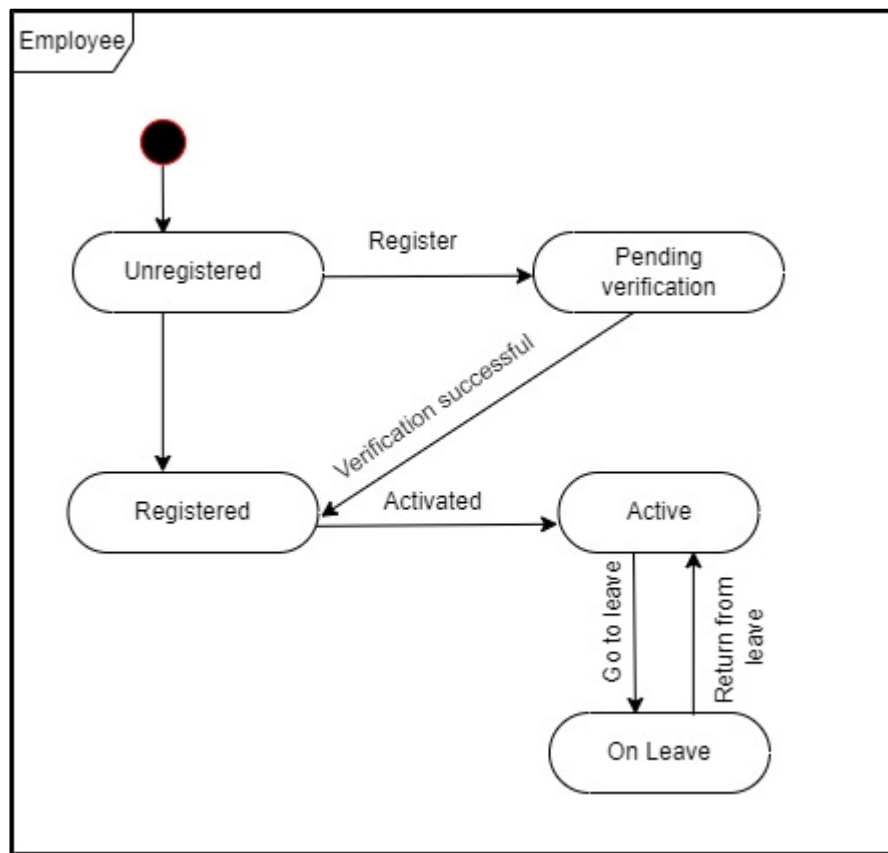 Employee
Register
Unregistered
Pending
verification
Verification successful
Registered
Activated
Active
Go to leave
Return from
leave
On Leave